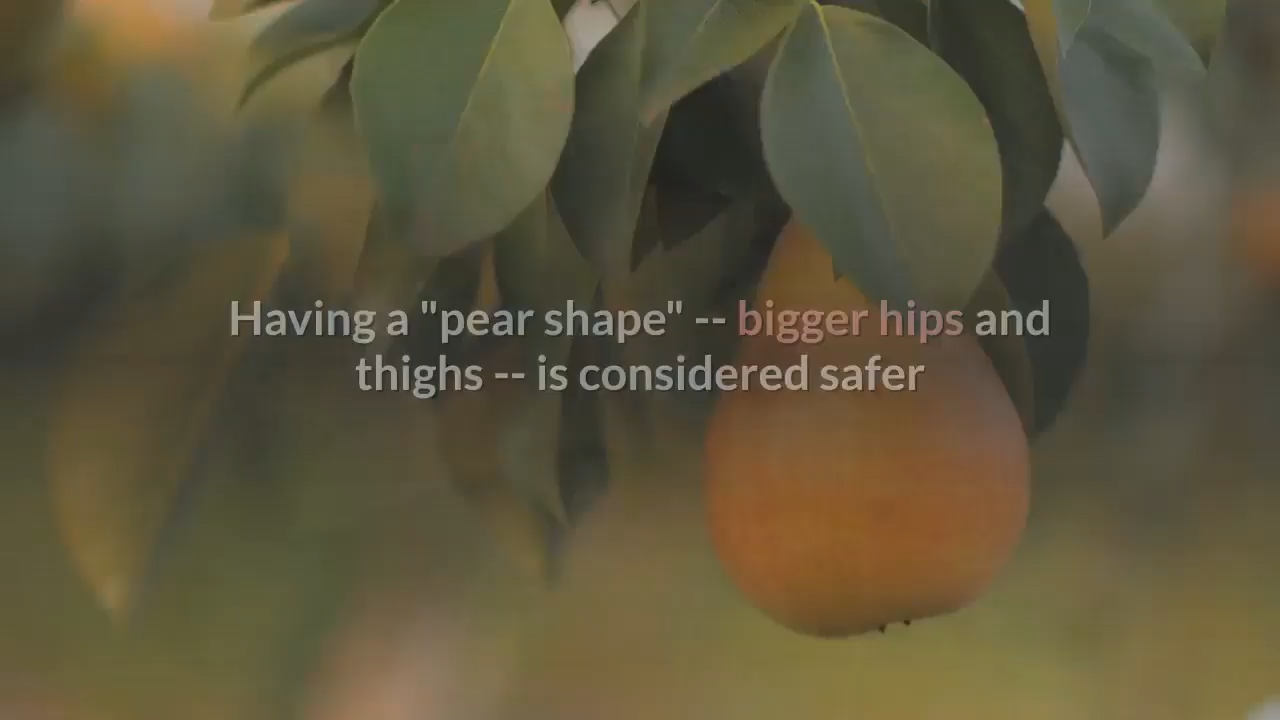 Having a "pear shape" -- bigger hips and
thighs -- is considered safer